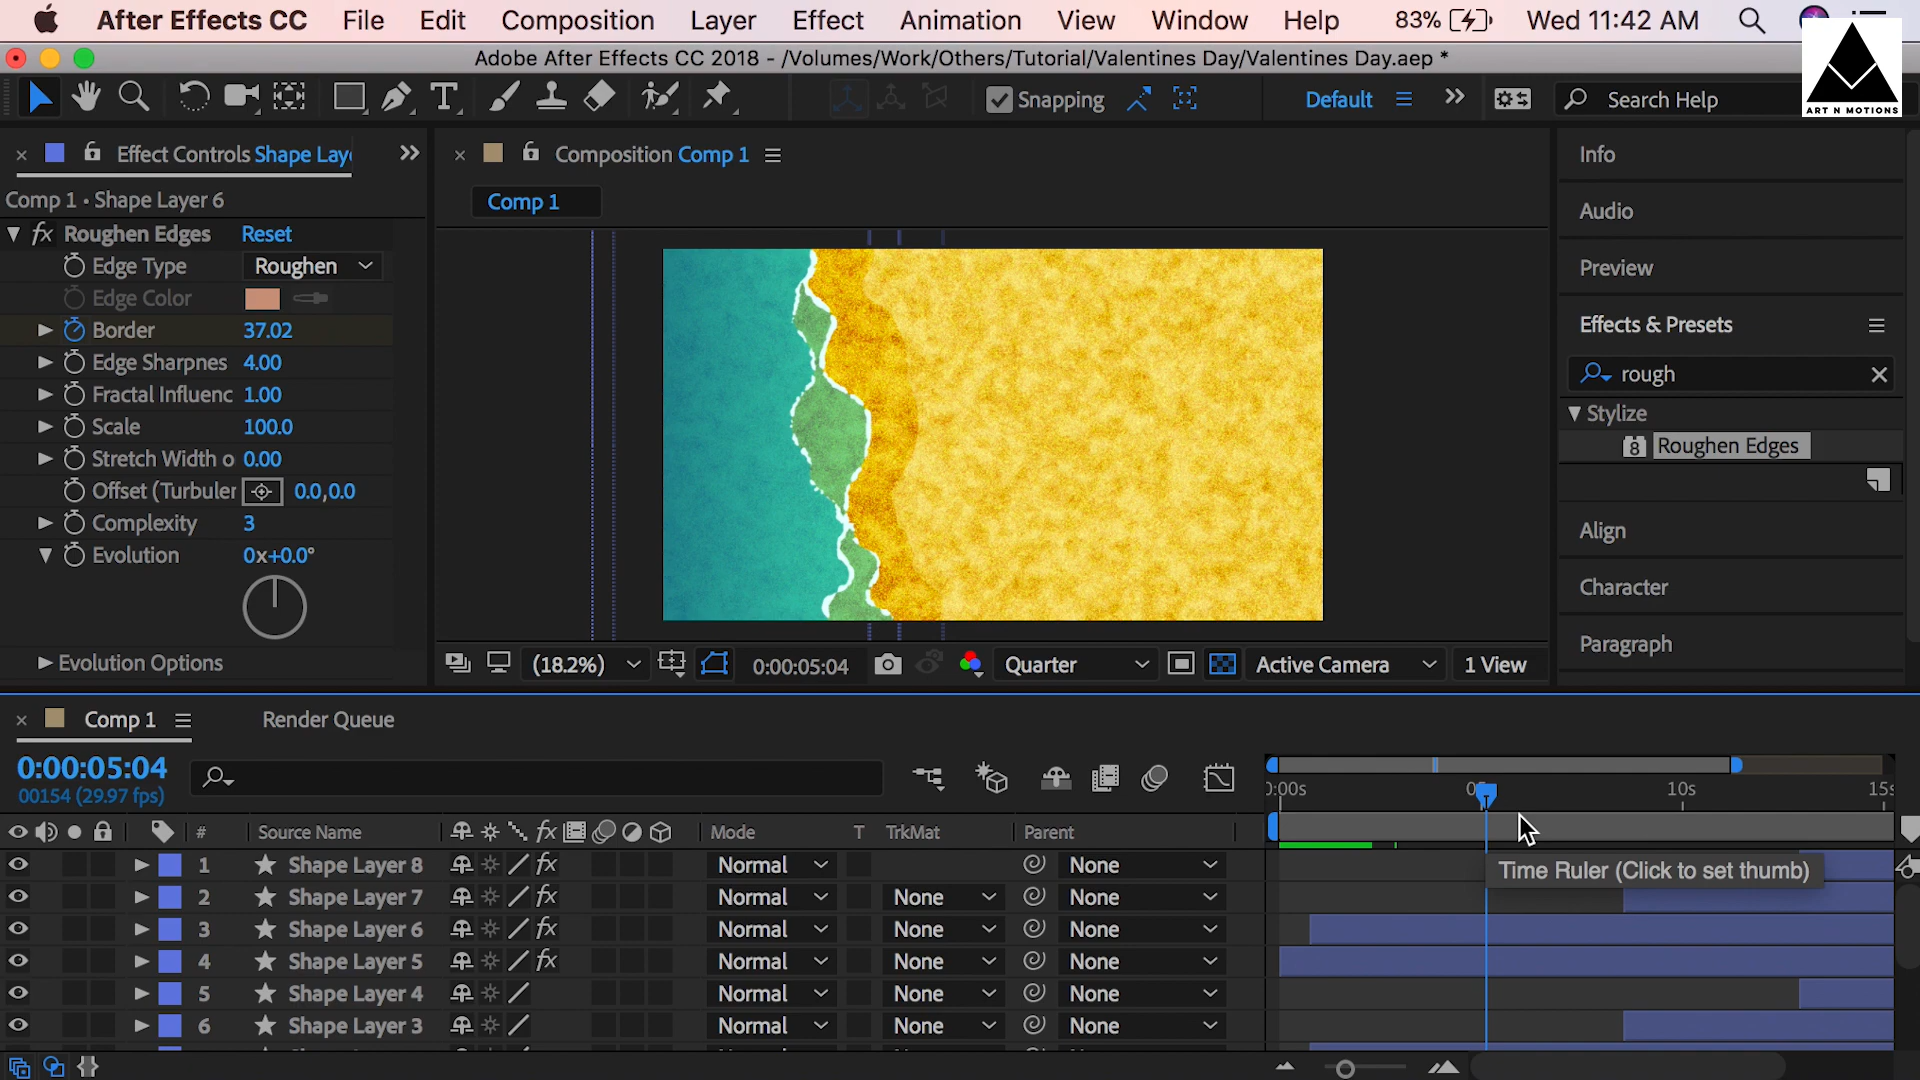 After Effects CC File Edit Composition Layer Effect Animation View Window Help 83% Wed 11:42 AM
Adobe After Effects CC 2018 - /Volumes/Work/Others/Tutorial/Valentines Day/Valentines Day.aep *
Snapping Default Search Help
ART N MOTIONS
Effect Controls Shape Lay
Composition Comp 1
Info
Comp 1 • Shape Layer 6
Comp 1
Audio
fx Roughen Edges Reset
Edge Type Roughen
Preview
Edge Color
Border 37.02
Effects & Presets
Edge Sharpnes 4.00
rough
Fractal Influenc 1.00
Stylize
Scale 100.0
8 Roughen Edges
Stretch Width o 0.00
Offset (Turbuler 0.0,0.0
Complexity 3
Align
Evolution 0x+0.0°
Character
Paragraph
Evolution Options
(18.2%) 0:00:05:04 Quarter Active Camera 1 View
Comp 1 Render Queue
0:00:05:04
00154 (29.97 fps)
10s
# Source Name fx Mode T TrkMat Parent
1 Shape Layer 8 fx Normal None
Time Ruler (Click to set thumb)
2 Shape Layer 7 fx Normal None None
3 Shape Layer 6 fx Normal None None
4 Shape Layer 5 fx Normal None None
5 Shape Layer 4 Normal None None
6 Shape Layer 3 Normal None None